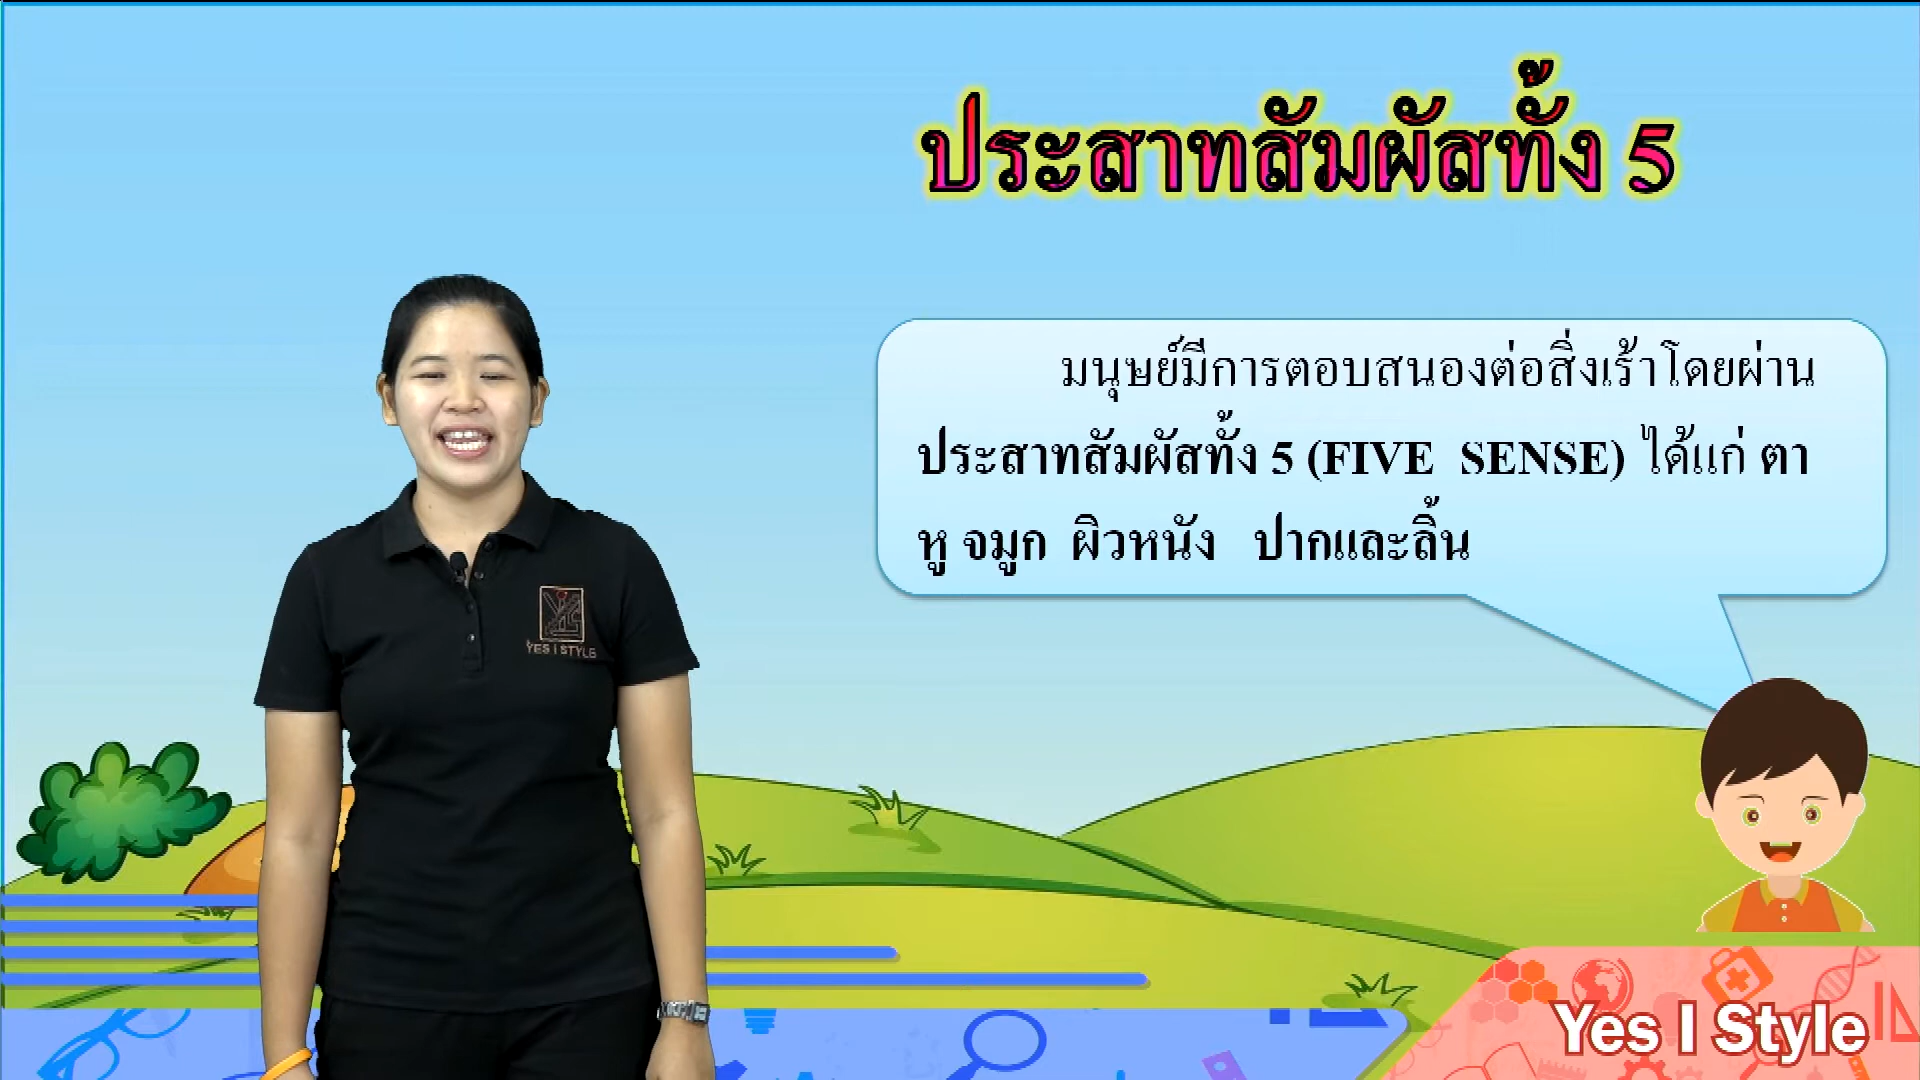 ประสาทสัมผัสทั้ง 5
มนุษย์มีการตอบสนองต่อสิ่งเร้าโดยผ่าน
ประสาทสัมผัสทั้ง 5 (FIVE SENSE) ได้แก่ ตา
หู จมูก ผิวหนัง ปากและลิ้น
YES I STYLE
Yes I Style